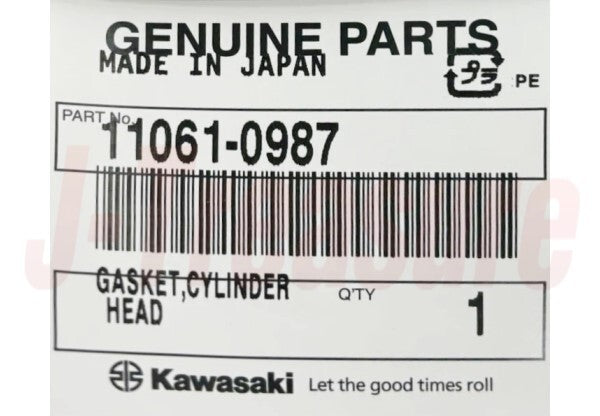 GENUINE PARTS
MADE IN JAPAN
プラ
PE
PART No.
11061-0987
J-Treasure
GASKET,CYLINDER
HEAD
Q'TY
1
Kawasaki Let the good times roll